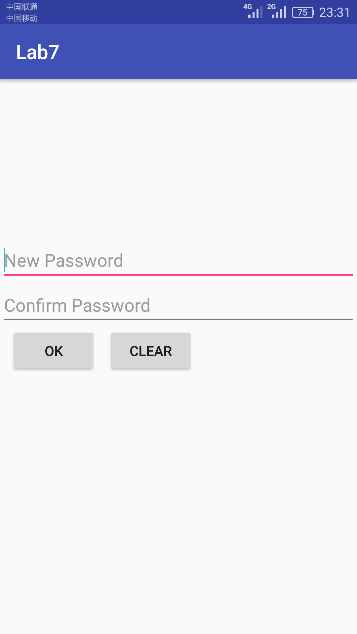 中国联通
中国移动
4G 2G 75 23:31
Lab7
New Password
Confirm Password
OK CLEAR